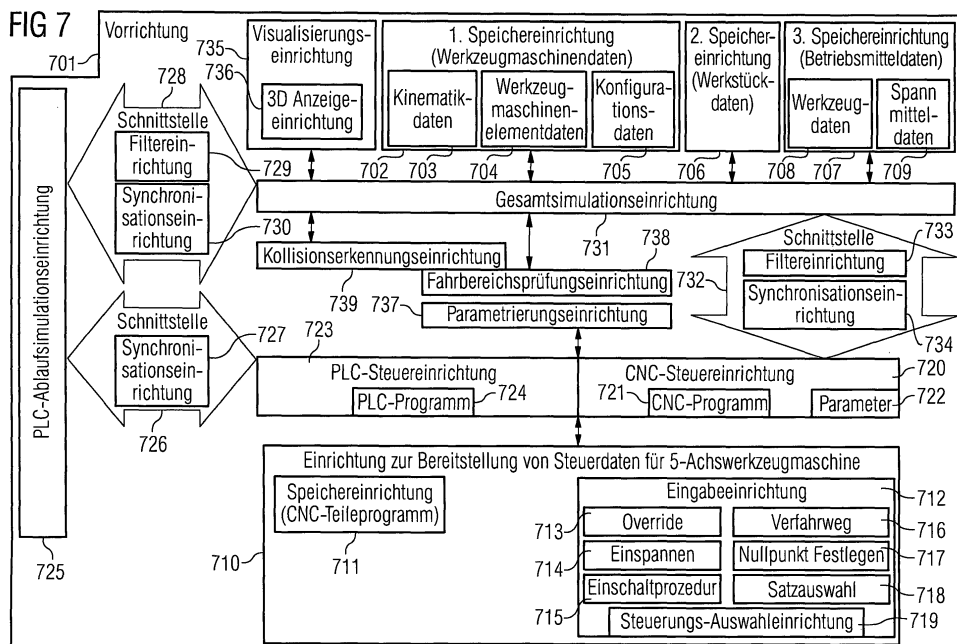 FIG 7
701
Vorrichtung
728
Schnittstelle
Filterein-
richtung
729
Synchroni-
sationsein-
richtung
730
735
Visualisierungs-
einrichtung
736
3D Anzeige-
einrichtung
1. Speichereinrichtung
(Werkzeugmaschinendaten)
Kinematik-
daten
Werkzeug-
maschinen-
elementdaten
Konfigu-
rations-
daten
702
703
704
705
2. Speicher-
einrichtung
(Werkstück-
daten)
706
3. Speichereinrichtung
(Betriebsmitteldaten)
Werkzeug-
daten
Spann
mittel-
daten
708
707
709
Gesamtsimulationseinrichtung
731
Kollisionserkennungseinrichtung
739
738
Fahrbereichsprüfungseinrichtung
737
Parametrierungseinrichtung
Schnittstelle
733
Filtereinrichtung
732
Synchronisationsein-
richtung
734
PLC-Ablaufsimulationseinrichtung
725
Schnittstelle
727
Synchroni-
sationsein-
richtung
726
723
PLC-Steuereinrichtung
PLC-Programm
724
CNC-Steuereinrichtung
720
721
CNC-Programm
Parameter
722
Einrichtung zur Bereitstellung von Steuerdaten für 5-Achswerkzeugmaschine
710
Speichereinrichtung
(CNC-Teileprogramm)
711
Eingabeeinrichtung
712
713
Override
Verfahrweg
716
714
Einspannen
Nullpunkt Festlegen
717
715
Einschaltprozedur
Satzauswahl
718
Steuerungs-Auswahleinrichtung
719